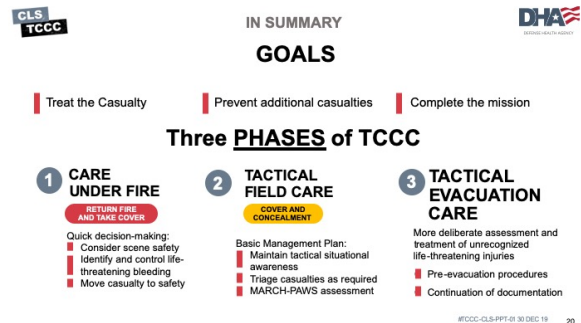 CLS
TCCC
IN SUMMARY
DHA
DEFENSE HEALTH AGENCY
GOALS
Treat the Casualty
Prevent additional casualties
Complete the mission
Three PHASES of TCCC
1
CARE
UNDER FIRE
RETURN FIRE
AND TAKE COVER
Quick decision-making:
Consider scene safety
Identify and control life-
threatening bleeding
Move casualty to safety
2
TACTICAL
FIELD CARE
COVER AND
CONCEALMENT
Basic Management Plan:
Maintain tactical situational
awareness
Triage casualties as required
MARCH-PAWS assessment
3
TACTICAL
EVACUATION
CARE
More deliberate assessment and
treatment of unrecognized
life-threatening injuries
Pre-evacuation procedures
Continuation of documentation
#TCCC-CLS-PPT-01 30 DEC 19
20